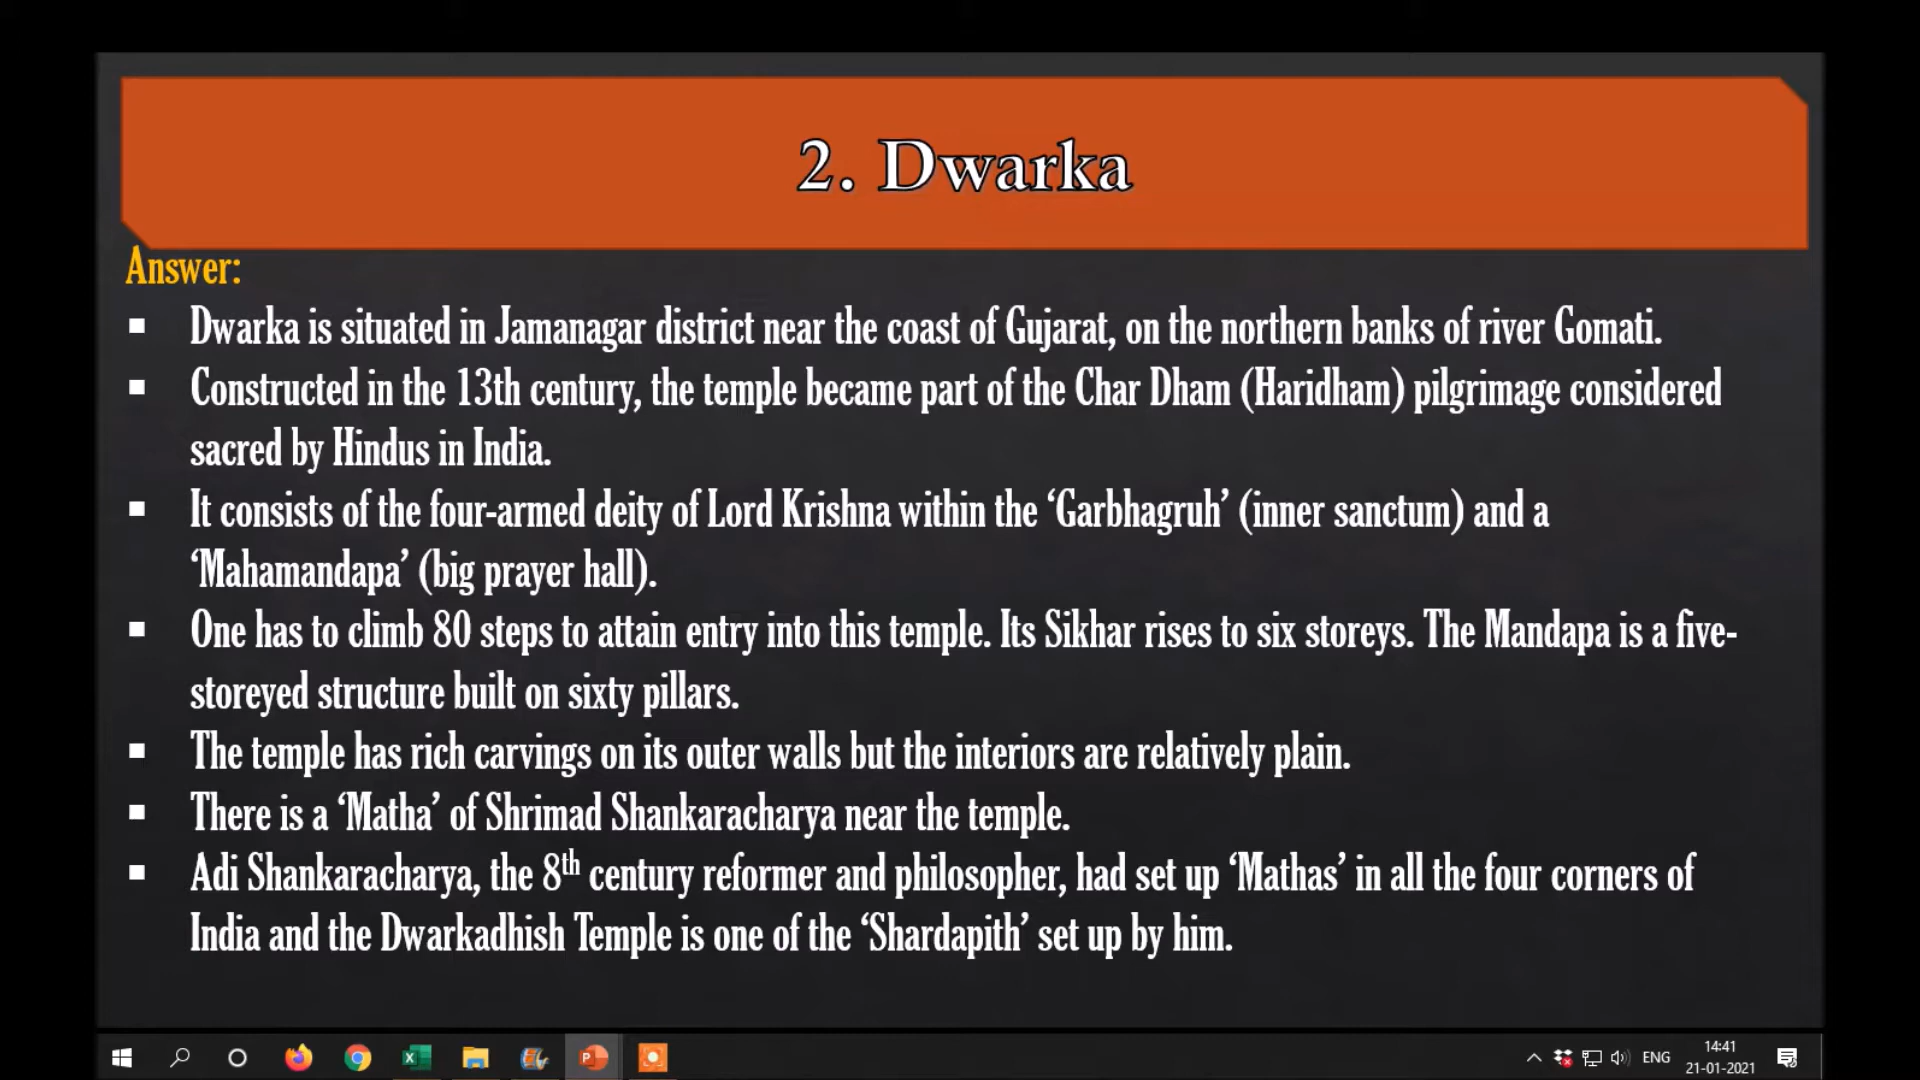 2. Dwarka
Answer:
▪ Dwarka is situated in Jamanagar district near the coast of Gujarat, on the northern banks of river Gomati.
▪ Constructed in the 13th century, the temple became part of the Char Dham (Haridham) pilgrimage considered
sacred by Hindus in India.
▪ It consists of the four-armed deity of Lord Krishna within the ‘Garbhagruh’ (inner sanctum) and a
‘Mahamandapa’ (big prayer hall).
▪ One has to climb 80 steps to attain entry into this temple. Its Sikhar rises to six storeys. The Mandapa is a five-
storeyed structure built on sixty pillars.
▪ The temple has rich carvings on its outer walls but the interiors are relatively plain.
▪ There is a ‘Matha’ of Shrimad Shankaracharya near the temple.
▪ Adi Shankaracharya, the 8th century reformer and philosopher, had set up ‘Mathas’ in all the four corners of
India and the Dwarkadhish Temple is one of the ‘Shardapith’ set up by him.
ENG
14:41
21-01-2021